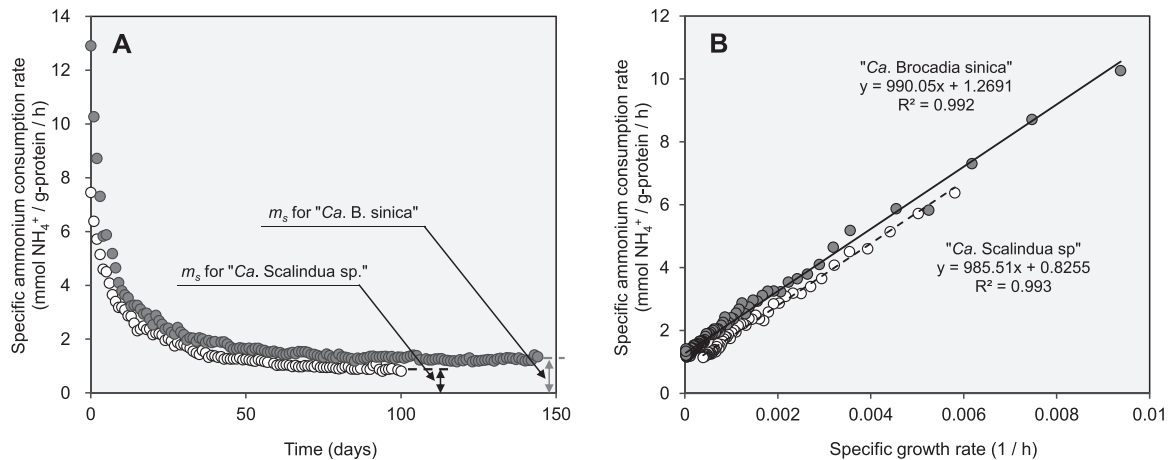 A
Specific ammonium consumption rate
(mmol NH₄⁺ / g-protein / h)
14
12
10
8
6
4
2
0
mₛ for "Ca. B. sinica"
mₛ for "Ca. Scalindua sp."
0
50
100
150
Time (days)
B
Specific ammonium consumption rate
(mmol NH₄⁺ / g-protein / h)
12
10
8
6
4
2
0
"Ca. Brocadia sinica"
y = 990.05x + 1.2691
R² = 0.992
"Ca. Scalindua sp"
y = 985.51x + 0.8255
R² = 0.993
0
0.002
0.004
0.006
0.008
0.01
Specific growth rate (1 / h)